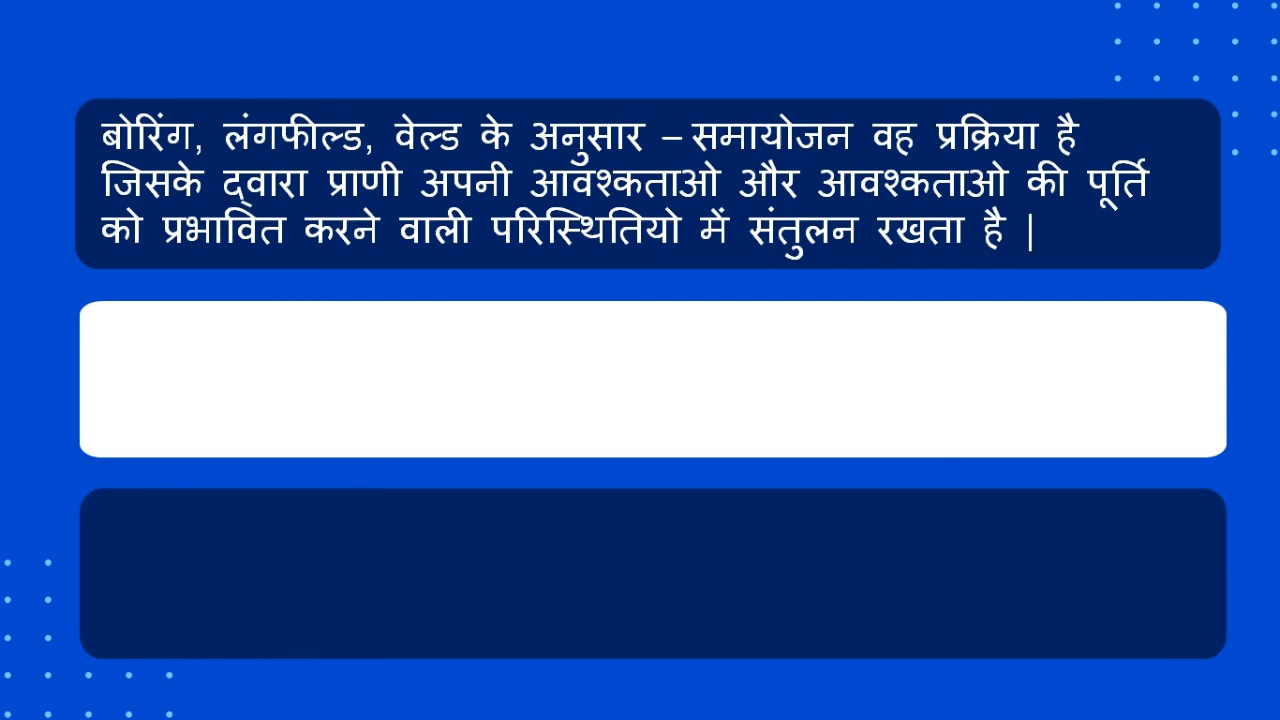 बोरिंग, लंगफील्ड, वेल्ड के अनुसार – समायोजन वह प्रक्रिया है
जिसके द्वारा प्राणी अपनी आवश्कताओ और आवश्कताओ की पूर्ति
को प्रभावित करने वाली परिस्थितियो में संतुलन रखता है |